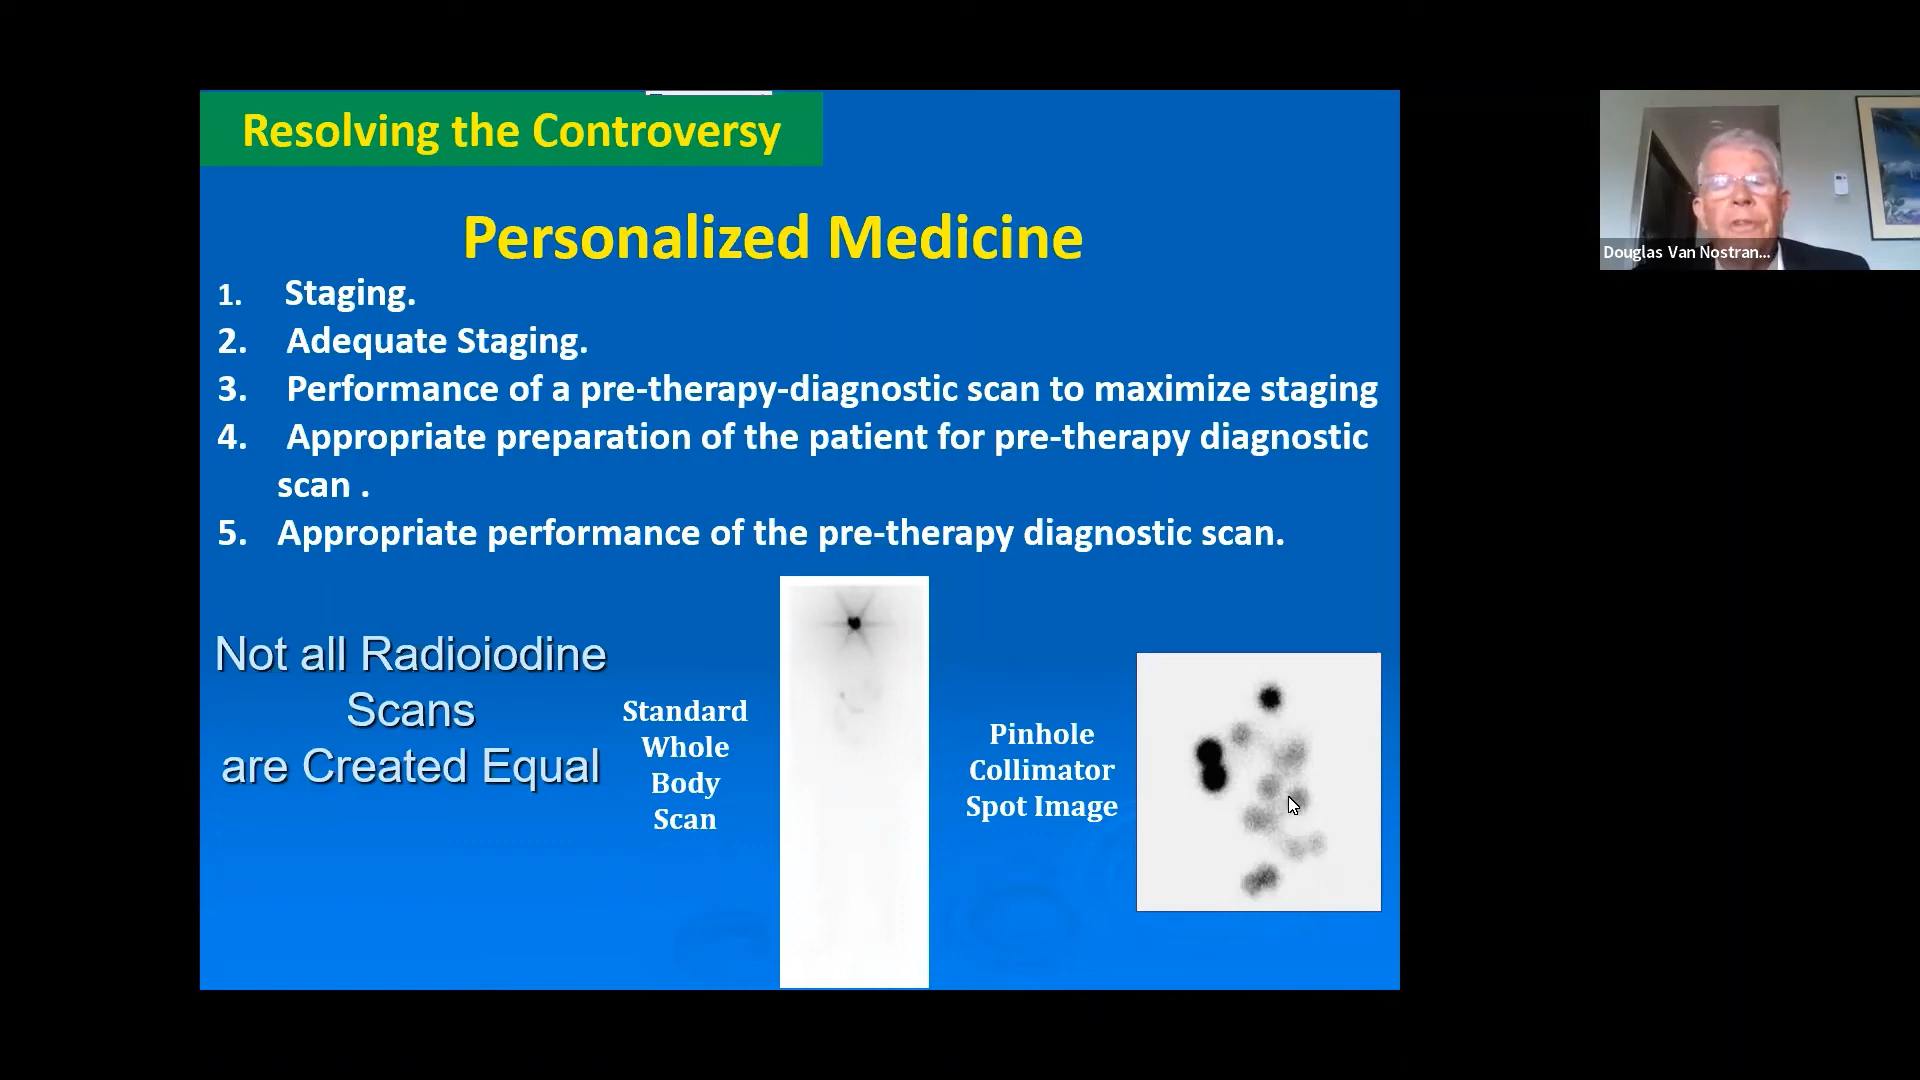 Resolving the Controversy
Personalized Medicine
1. Staging.
2. Adequate Staging.
3. Performance of a pre-therapy-diagnostic scan to maximize staging
4. Appropriate preparation of the patient for pre-therapy diagnostic
scan .
5. Appropriate performance of the pre-therapy diagnostic scan.
Not all Radioiodine
Scans
are Created Equal
Standard
Whole
Body
Scan
Pinhole
Collimator
Spot Image
Douglas Van Nostran...